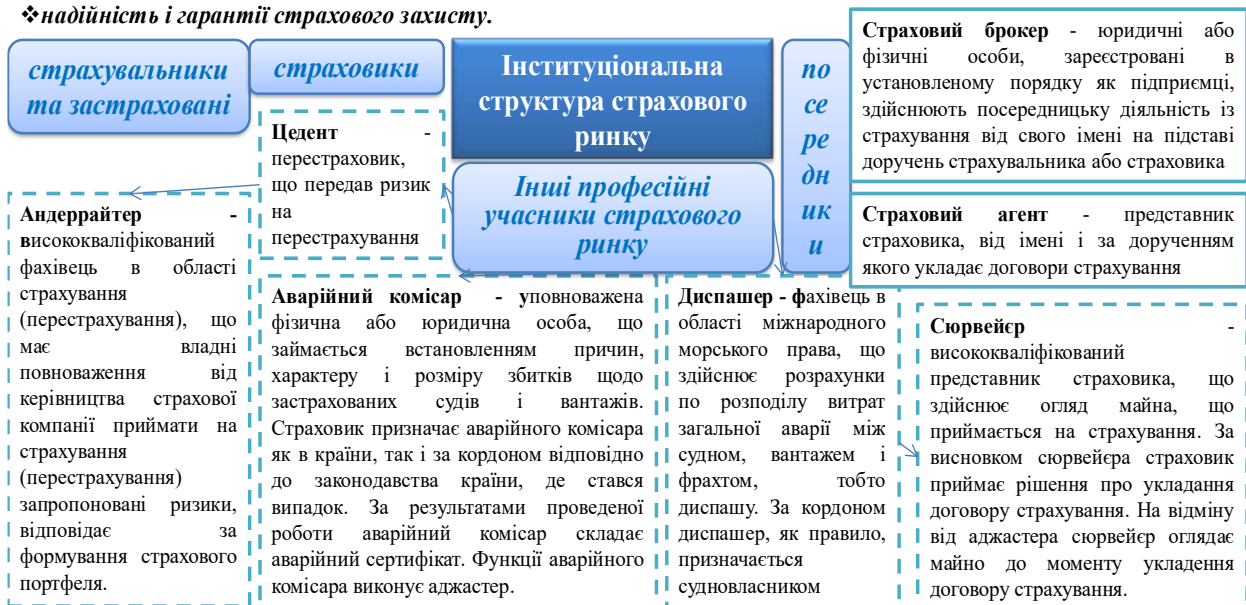 ❖надійність і гарантії страхового захисту.
страхувальники
та застраховані
страховики
Інституціональна
структура страхового
ринку
по
се
ре
дн
ик
и
Страховий брокер - юридичні або
фізичні особи, зареєстровані в
установленому порядку як підприємці,
здійснюють посередницьку діяльність із
страхування від свого імені на підставі
доручень страхувальника або страховика
Цедент -
перестраховик,
що передав ризик
на
перестрахування
Інші професійні
учасники страхового
ринку
Страховий агент - представник
страховика, від імені і за дорученням
якого укладає договори страхування
Андеррайтер -
висококваліфікований
фахівець в області
страхування
(перестрахування), що
має владні
повноваження від
керівництва страхової
компанії приймати на
страхування
(перестрахування)
запропоновані ризики,
відповідає за
формування страхового
портфеля.
Аварійний комісар - уповноважена
фізична або юридична особа, що
займається встановленням причин,
характеру і розміру збитків щодо
застрахованих судів і вантажів.
Страховик призначає аварійного комісара
як в країни, так і за кордоном відповідно
до законодавства країни, де стався
випадок. За результатами проведеної
роботи аварійний комісар складає
аварійний сертифікат. Функції аварійного
комісара виконує аджастер.
Диспашер - фахівець в
області міжнародного
морського права, що
здійснює розрахунки
по розподілу витрат
загальної аварії між
судном, вантажем і
фрахтом, тобто
диспашу. За кордоном
диспашер, як правило,
призначається
судновласником
Сюрвейєр -
висококваліфікований
представник страховика, що
здійснює огляд майна, що
приймається на страхування. За
висновком сюрвейєра страховик
приймає рішення про укладання
договору страхування. На відміну
від аджастера сюрвейєр оглядає
майно до моменту укладення
договору страхування.